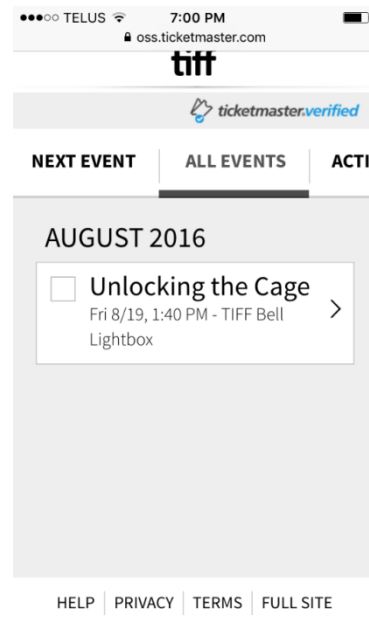 ●●●○○ TELUS 7:00 PM
oss.ticketmaster.com
tiff
ticketmaster.verified
NEXT EVENT ALL EVENTS ACTI
AUGUST 2016
Unlocking the Cage
Fri 8/19, 1:40 PM - TIFF Bell
Lightbox
HELP PRIVACY TERMS FULL SITE